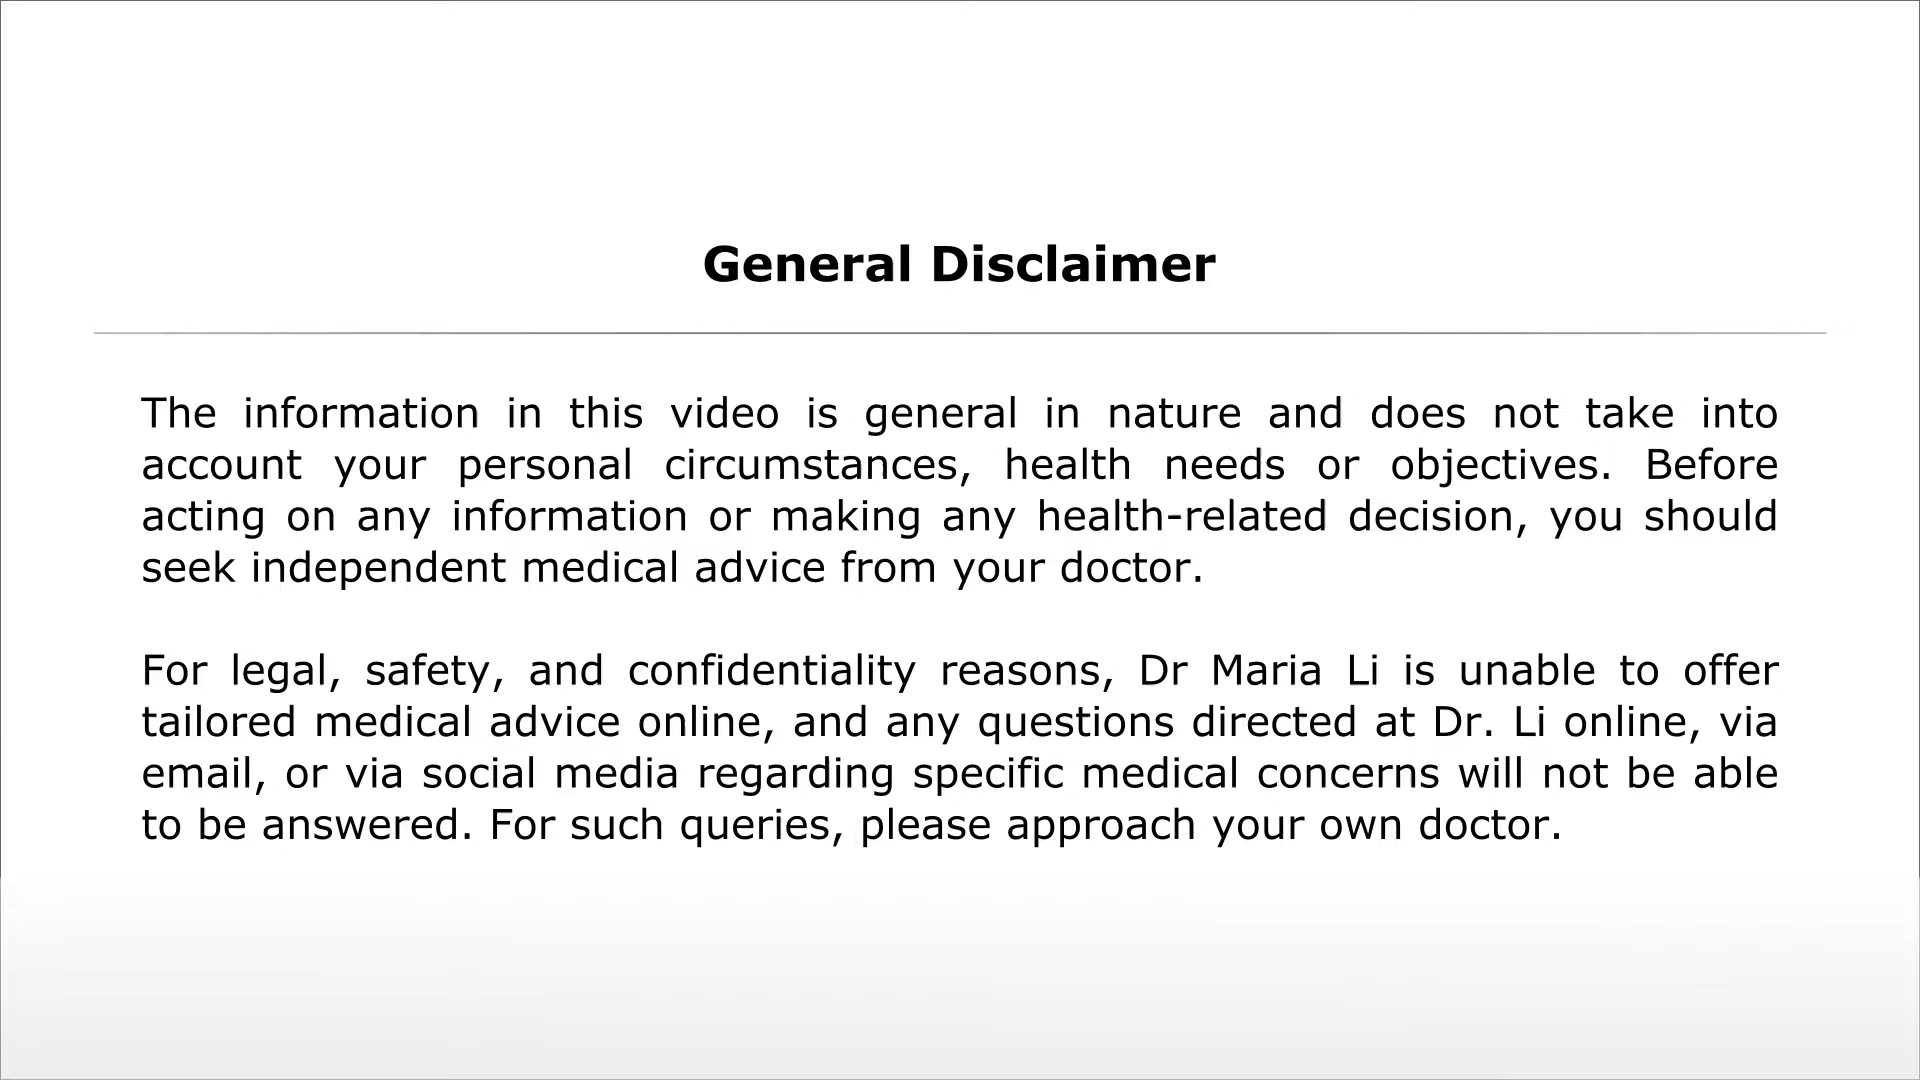 General Disclaimer
The information in this video is general in nature and does not take into
account your personal circumstances, health needs or objectives. Before
acting on any information or making any health-related decision, you should
seek independent medical advice from your doctor.
For legal, safety, and confidentiality reasons, Dr Maria Li is unable to offer
tailored medical advice online, and any questions directed at Dr. Li online, via
email, or via social media regarding specific medical concerns will not be able
to be answered. For such queries, please approach your own doctor.